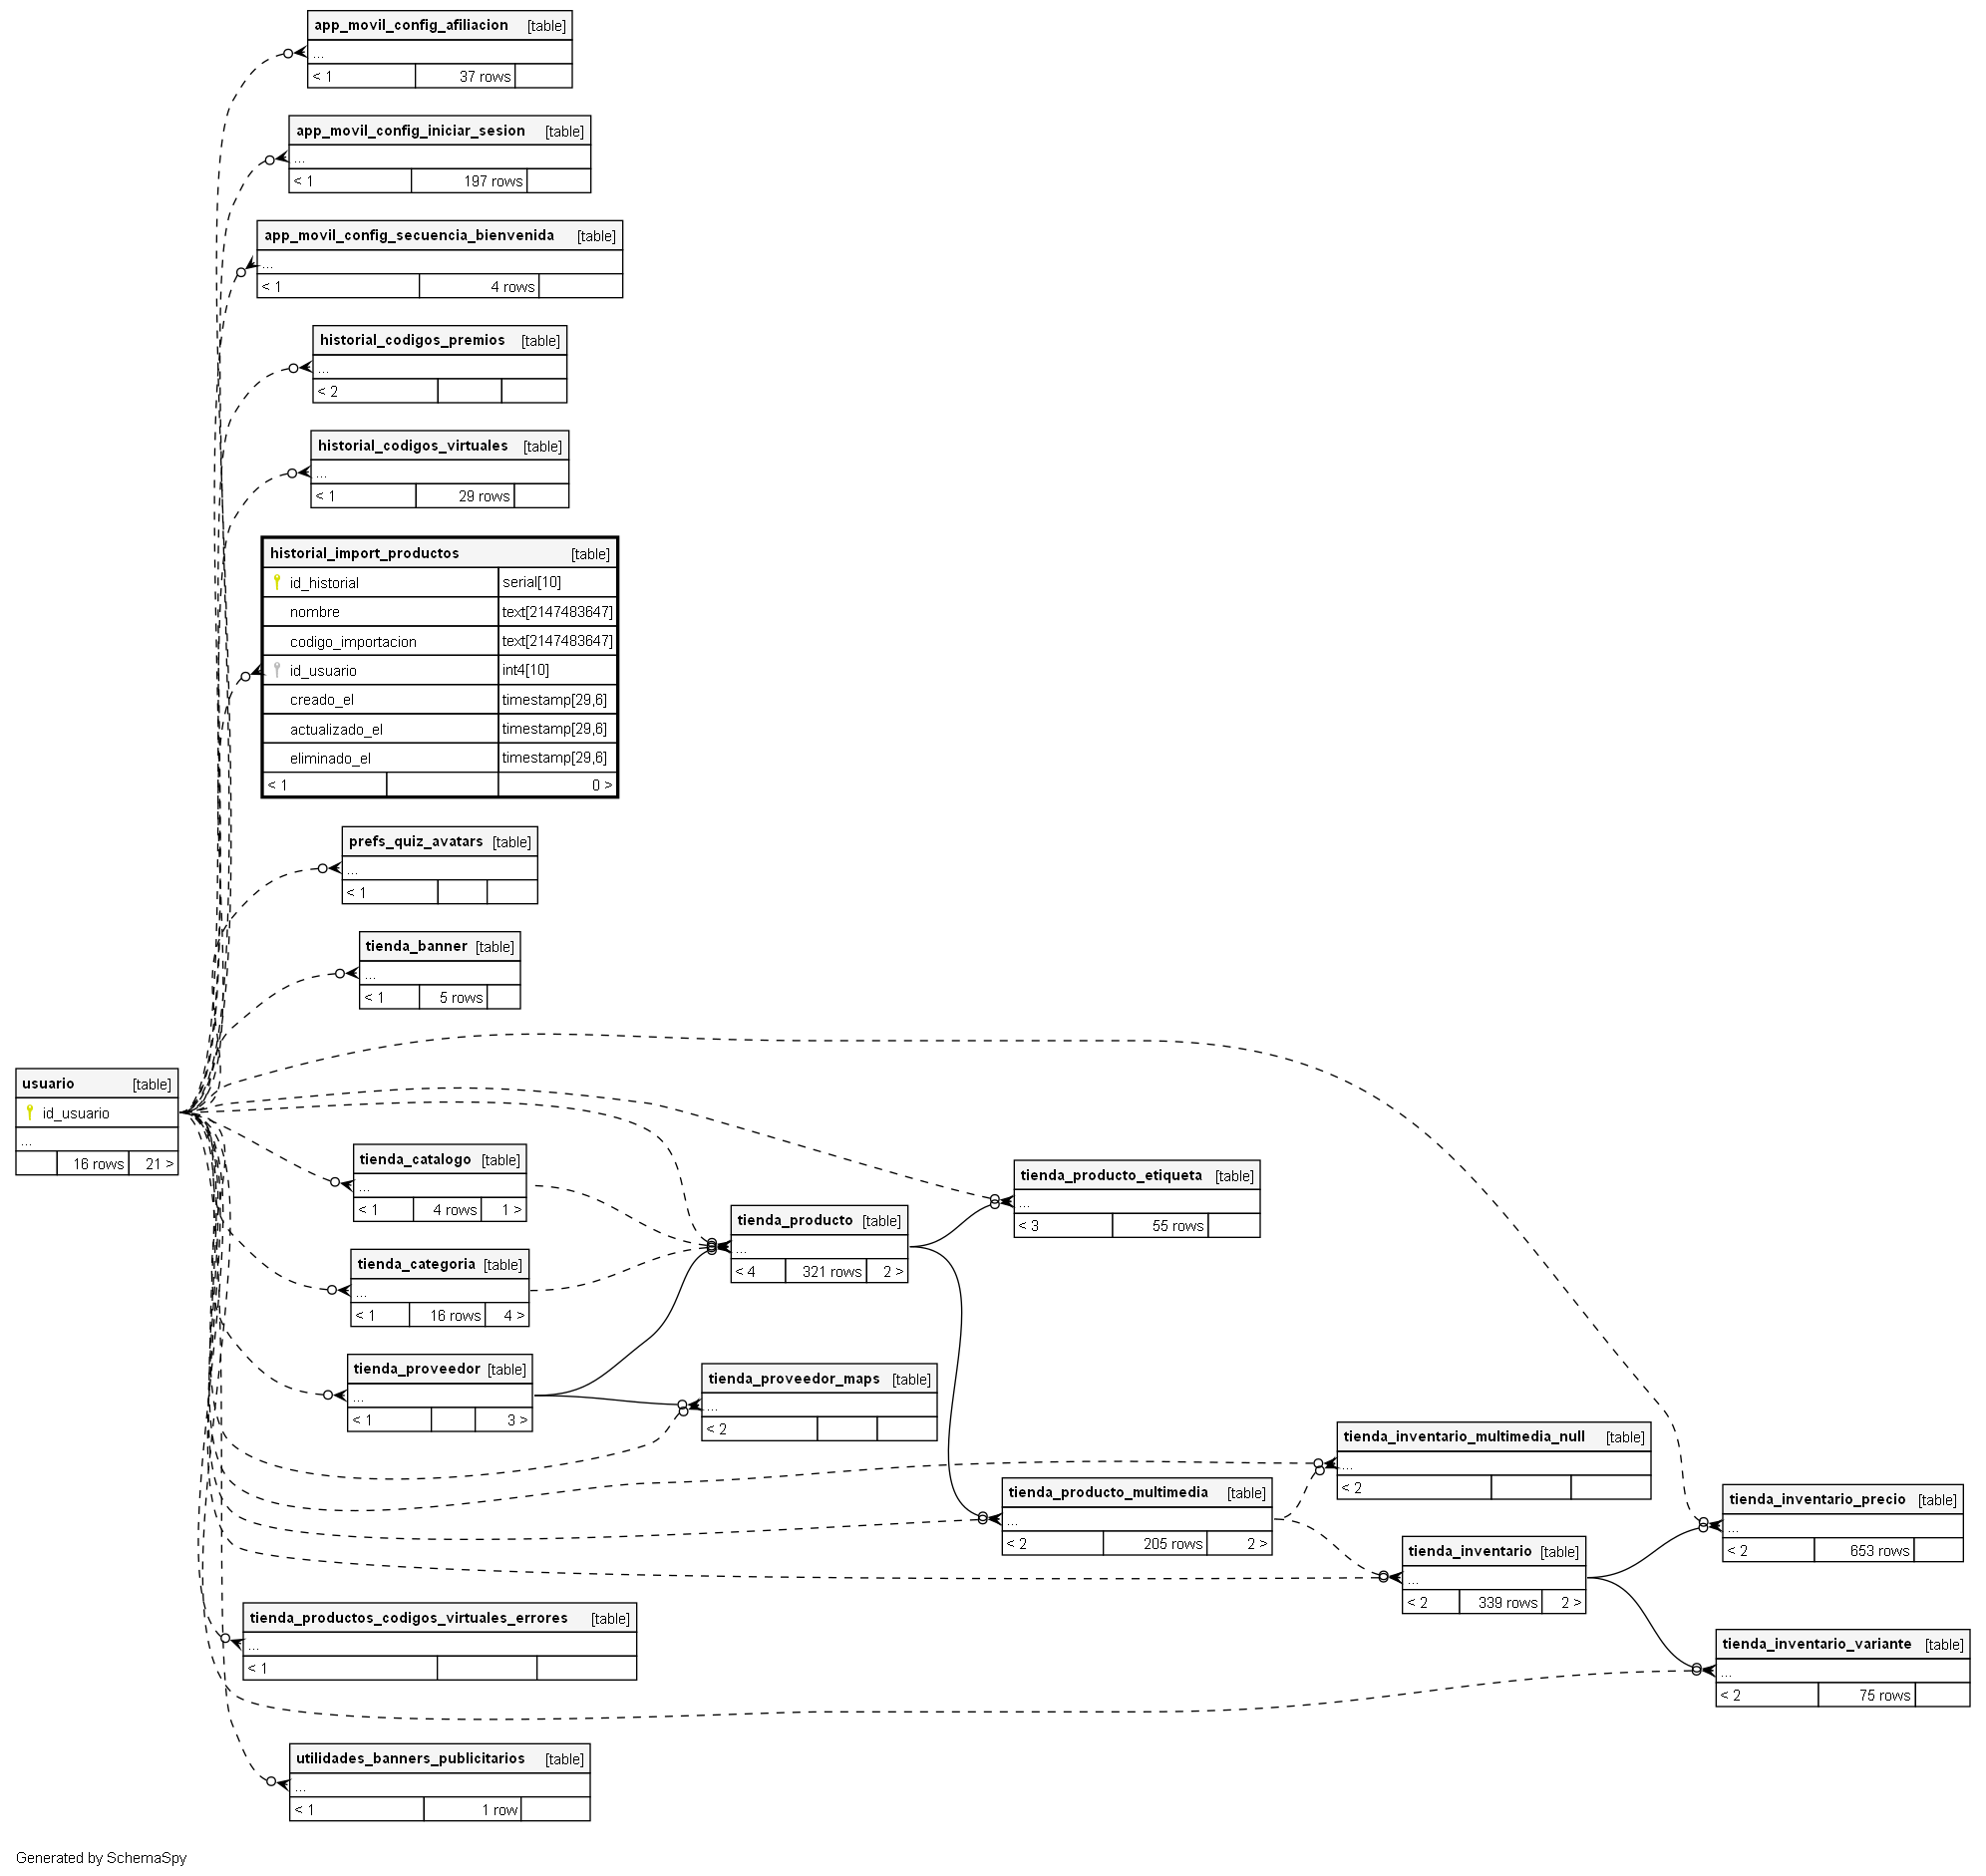 app_movil_config_afiliacion [table]
...
< 1 37 rows
app_movil_config_iniciar_sesion [table]
...
< 1 197 rows
app_movil_config_secuencia_bienvenida [table]
...
< 1 4 rows
historial_codigos_premios [table]
...
< 2
historial_codigos_virtuales [table]
...
< 1 29 rows
historial_import_productos [table]
id_historial serial[10]
nombre text[2147483647]
codigo_importacion text[2147483647]
id_usuario int4[10]
creado_el timestamp[29,6]
actualizado_el timestamp[29,6]
eliminado_el timestamp[29,6]
< 1 0 >
prefs_quiz_avatars [table]
...
< 1
tienda_banner [table]
...
< 1 5 rows
usuario [table]
id_usuario
...
16 rows 21 >
tienda_catalogo [table]
...
< 1 4 rows 1 >
tienda_categoria [table]
...
< 1 16 rows 4 >
tienda_proveedor [table]
...
< 1 3 >
tienda_producto [table]
...
< 4 321 rows 2 >
tienda_producto_etiqueta [table]
...
< 3 55 rows
tienda_proveedor_maps [table]
...
< 2
tienda_producto_multimedia [table]
...
< 2 205 rows 2 >
tienda_inventario_multimedia_null [table]
...
< 2
tienda_inventario [table]
...
< 2 339 rows 2 >
tienda_inventario_precio [table]
...
< 2 653 rows
tienda_inventario_variante [table]
...
< 2 75 rows
tienda_productos_codigos_virtuales_errores [table]
...
< 1
utilidades_banners_publicitarios [table]
...
< 1 1 row
Generated by SchemaSpy